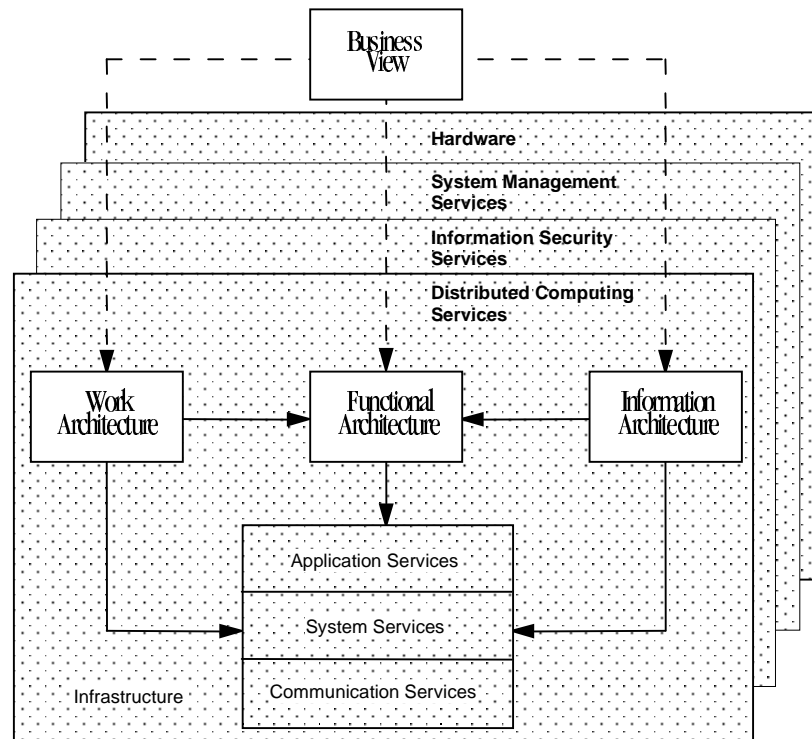 Business
View
Hardware
System Management
Services
Information Security
Services
Distributed Computing
Services
Work
Architecture
Functional
Architecture
Information
Architecture
Application Services
System Services
Communication Services
Infrastructure